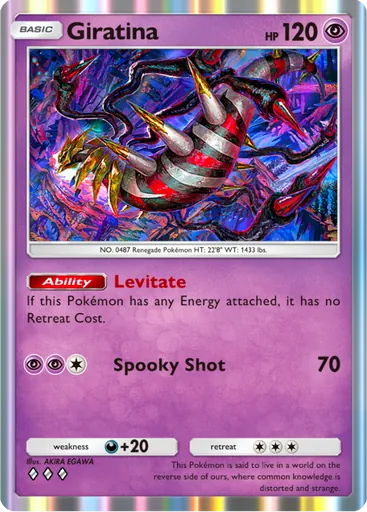 BASIC Giratina HP 120
NO. 0487 Renegade Pokémon HT: 22'8" WT: 1433 lbs.
Ability Levitate
If this Pokémon has any Energy attached, it has no
Retreat Cost.
Spooky Shot 70
weakness +20 retreat
Illus. AKIRA EGAWA
This Pokémon is said to live in a world on the
reverse side of ours, where common knowledge is
distorted and strange.